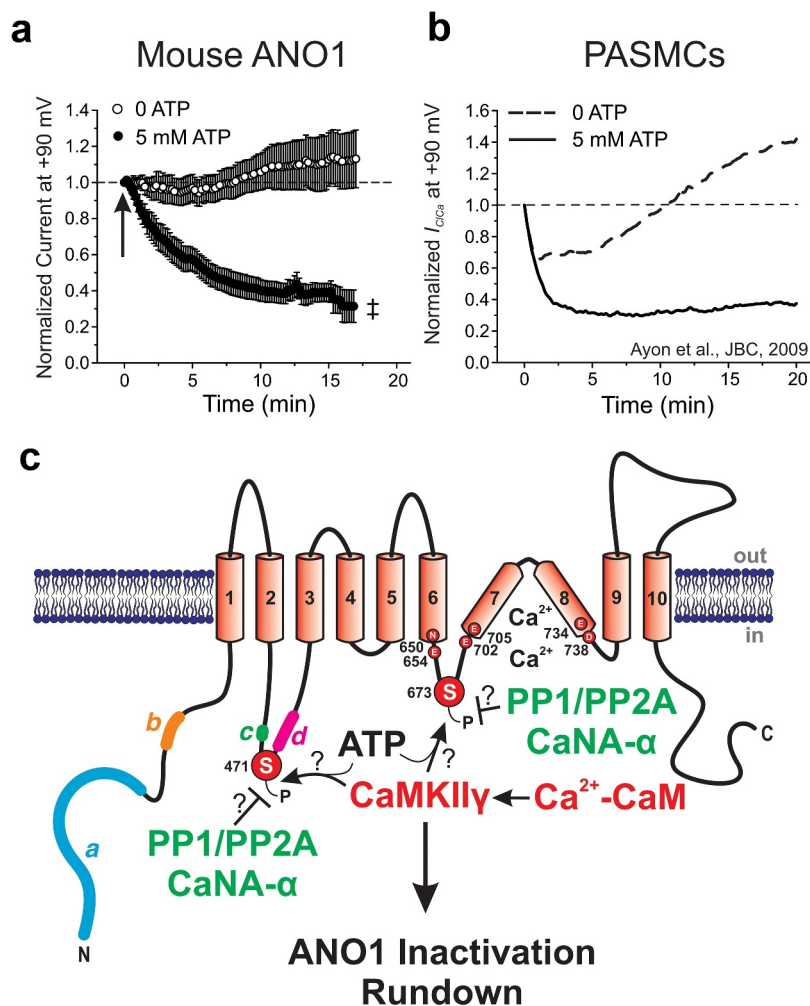 a
Mouse ANO1
Normalized Current at +90 mV
1.4
1.2
1.0
0.8
0.6
0.4
0.2
0.0
0 ATP
5 mM ATP
‡
0
5
10
15
20
Time (min)
b
PASMCs
Normalized I_ClCa at +90 mV
1.6
1.4
1.2
1.0
0.8
0.6
0.4
0.2
0.0
0 ATP
5 mM ATP
Ayon et al., JBC, 2009
0
5
10
15
20
Time (min)
c
out
in
1
2
3
4
5
6
7
8
9
10
Ca²⁺
Ca²⁺
N
E
E
E
E
D
650
654
702
705
734
738
673
S
P
?
PP1/PP2A
CaNA-α
C
b
c
d
a
N
471
S
P
ATP
?
?
?
CaMKIIγ
Ca²⁺-CaM
PP1/PP2A
CaNA-α
ANO1 Inactivation
Rundown